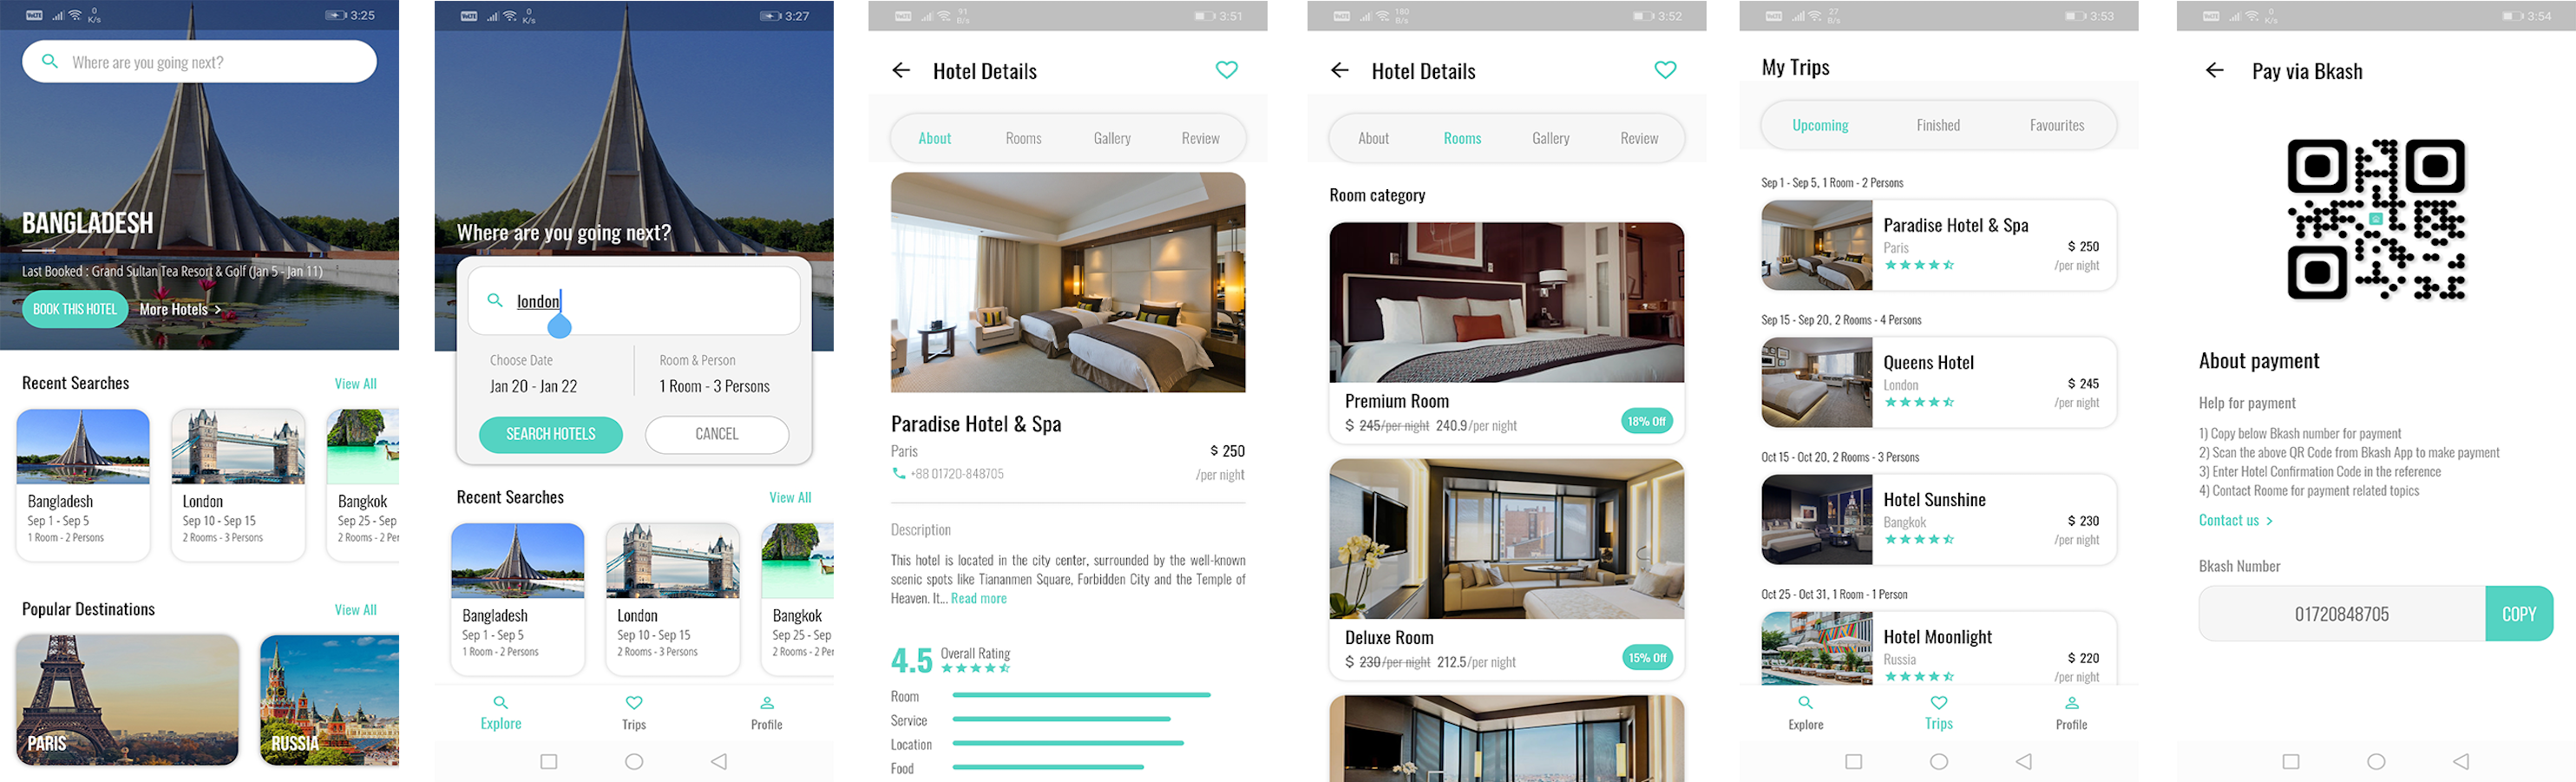 VoLTE 0 K/s 3:25
Where are you going next?
BANGLADESH
Last Booked : Grand Sultan Tea Resort & Golf (Jan 5 - Jan 11)
BOOK THIS HOTEL More Hotels >
Recent Searches View All
Bangladesh London Bangkok
Sep 1 - Sep 5 Sep 10 - Sep 15 Sep 25 - Sep
1 Room - 2 Persons 2 Rooms - 3 Persons 2 Rooms - 2 Per
Popular Destinations View All
PARIS RUSSIA
VoLTE 0 K/s 3:27
Where are you going next?
london
Choose Date Room & Person
Jan 20 - Jan 22 1 Room - 3 Persons
SEARCH HOTELS CANCEL
Recent Searches View All
Bangladesh London Bangkok
Sep 1 - Sep 5 Sep 10 - Sep 15 Sep 25 - Sep
1 Room - 2 Persons 2 Rooms - 3 Persons 2 Rooms - 2 Per
Explore Trips Profile
VoLTE 91 B/s 3:51
Hotel Details
About Rooms Gallery Review
Paradise Hotel & Spa
Paris $ 250
+88 01720-848705 /per night
Description
This hotel is located in the city center, surrounded by the well-known
scenic spots like Tiananmen Square, Forbidden City and the Temple of
Heaven. It... Read more
4.5 Overall Rating
Room
Service
Location
Food
VoLTE 180 B/s 3:52
Hotel Details
About Rooms Gallery Review
Room category
Premium Room
$ 245/per night 240.9/per night 18% Off
Deluxe Room
$ 230/per night 212.5/per night 15% Off
VoLTE 27 B/s 3:53
My Trips
Upcoming Finished Favourites
Sep 1 - Sep 5, 1 Room - 2 Persons
Paradise Hotel & Spa
Paris $ 250
/per night
Sep 15 - Sep 20, 2 Rooms - 4 Persons
Queens Hotel
London $ 245
/per night
Oct 15 - Oct 20, 2 Rooms - 3 Persons
Hotel Sunshine
Bangkok $ 230
/per night
Oct 25 - Oct 31, 1 Room - 1 Person
Hotel Moonlight
Russia $ 220
/per night
Explore Trips Profile
VoLTE 0 K/s 3:54
Pay via Bkash
About payment
Help for payment
1) Copy below Bkash number for payment
2) Scan the above QR Code from Bkash App to make payment
3) Enter Hotel Confirmation Code in the reference
4) Contact Roome for payment related topics
Contact us >
Bkash Number
01720848705 COPY